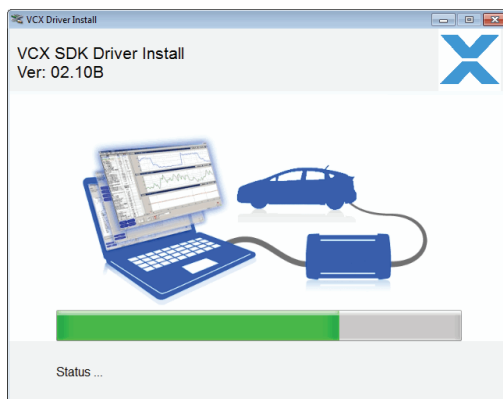 VCX Driver Install
VCX SDK Driver Install
Ver: 02.10B
Status ...